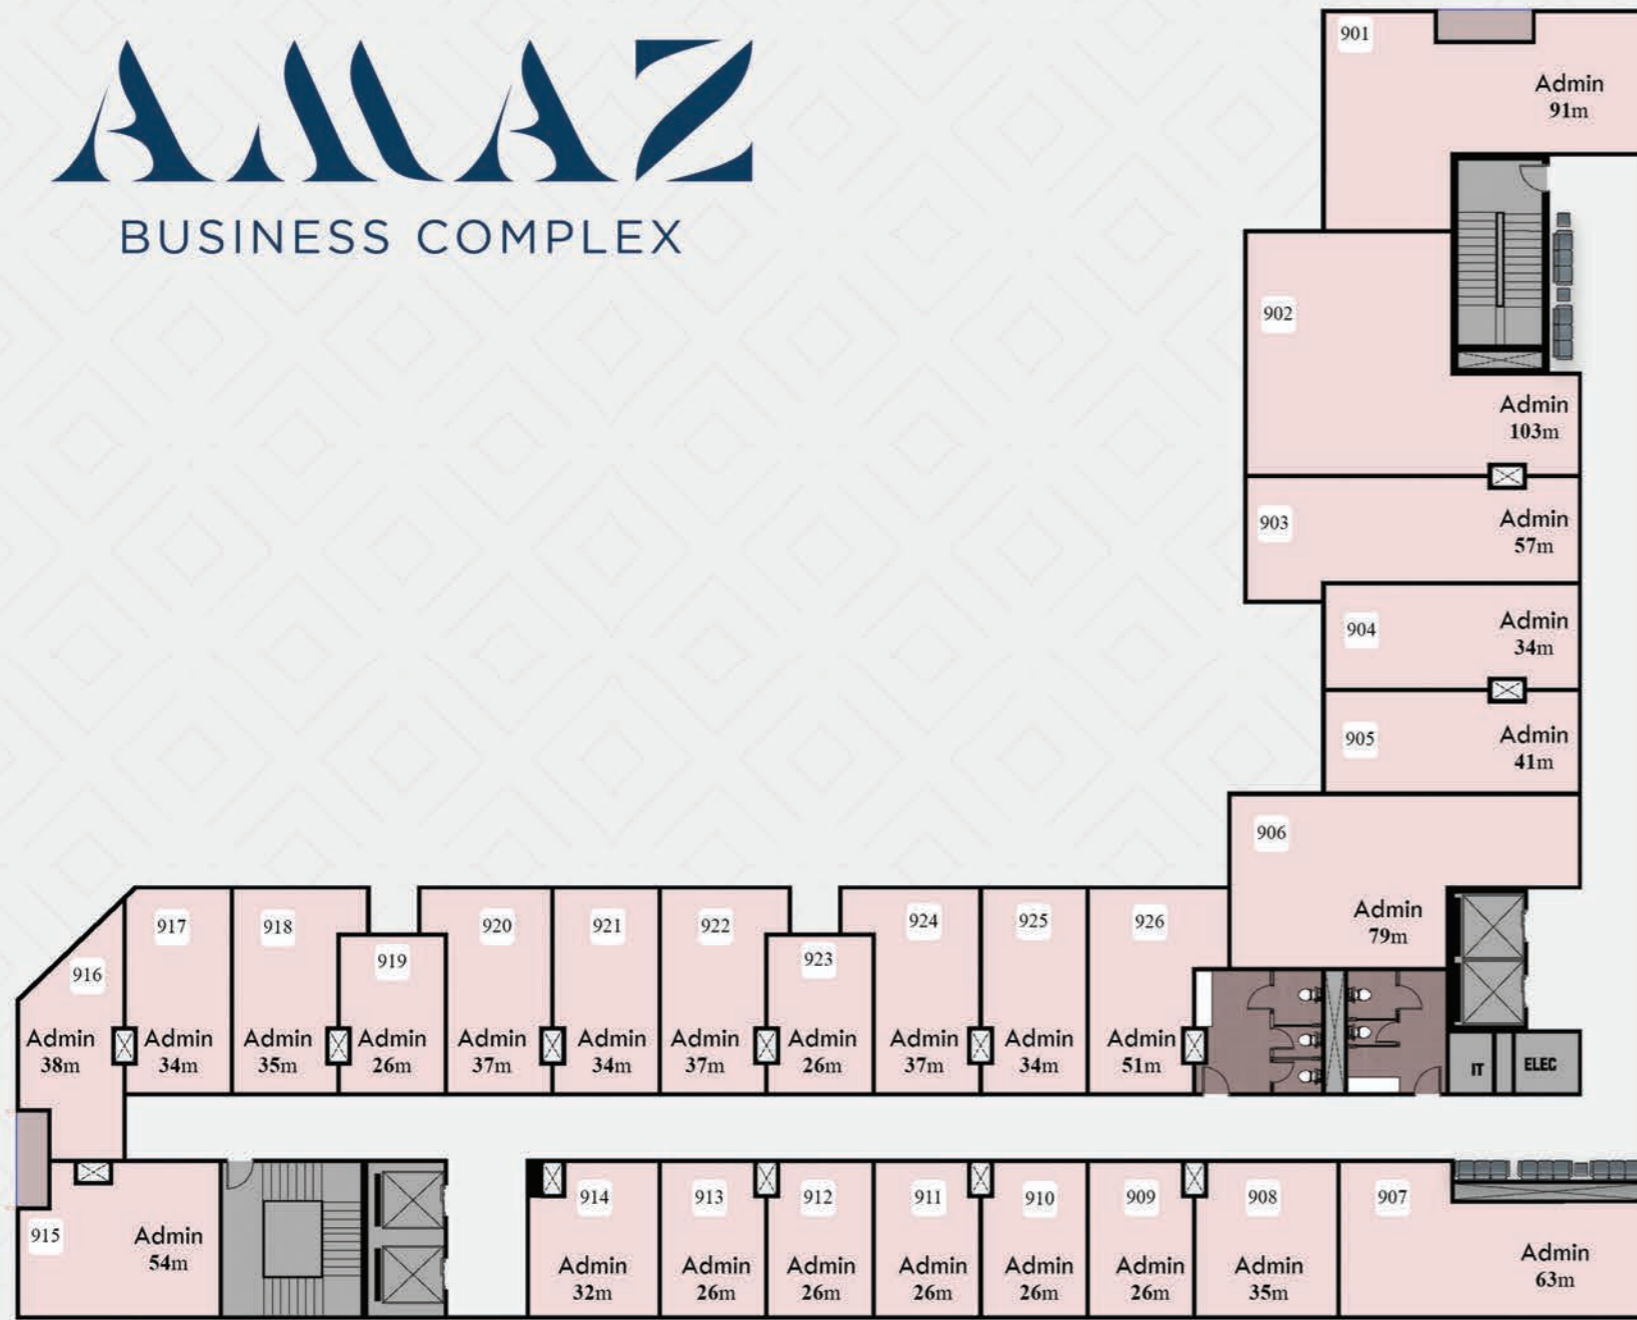 AMAZ
BUSINESS COMPLEX
901
Admin
91m
902
Admin
103m
903
Admin
57m
904
Admin
34m
905
Admin
41m
906
Admin
79m
916
Admin
38m
917
Admin
34m
918
Admin
35m
919
Admin
26m
920
Admin
37m
921
Admin
34m
922
Admin
37m
923
Admin
26m
924
Admin
37m
925
Admin
34m
926
Admin
51m
IT
ELEC
915
Admin
54m
914
Admin
32m
913
Admin
26m
912
Admin
26m
911
Admin
26m
910
Admin
26m
909
Admin
26m
908
Admin
35m
907
Admin
63m